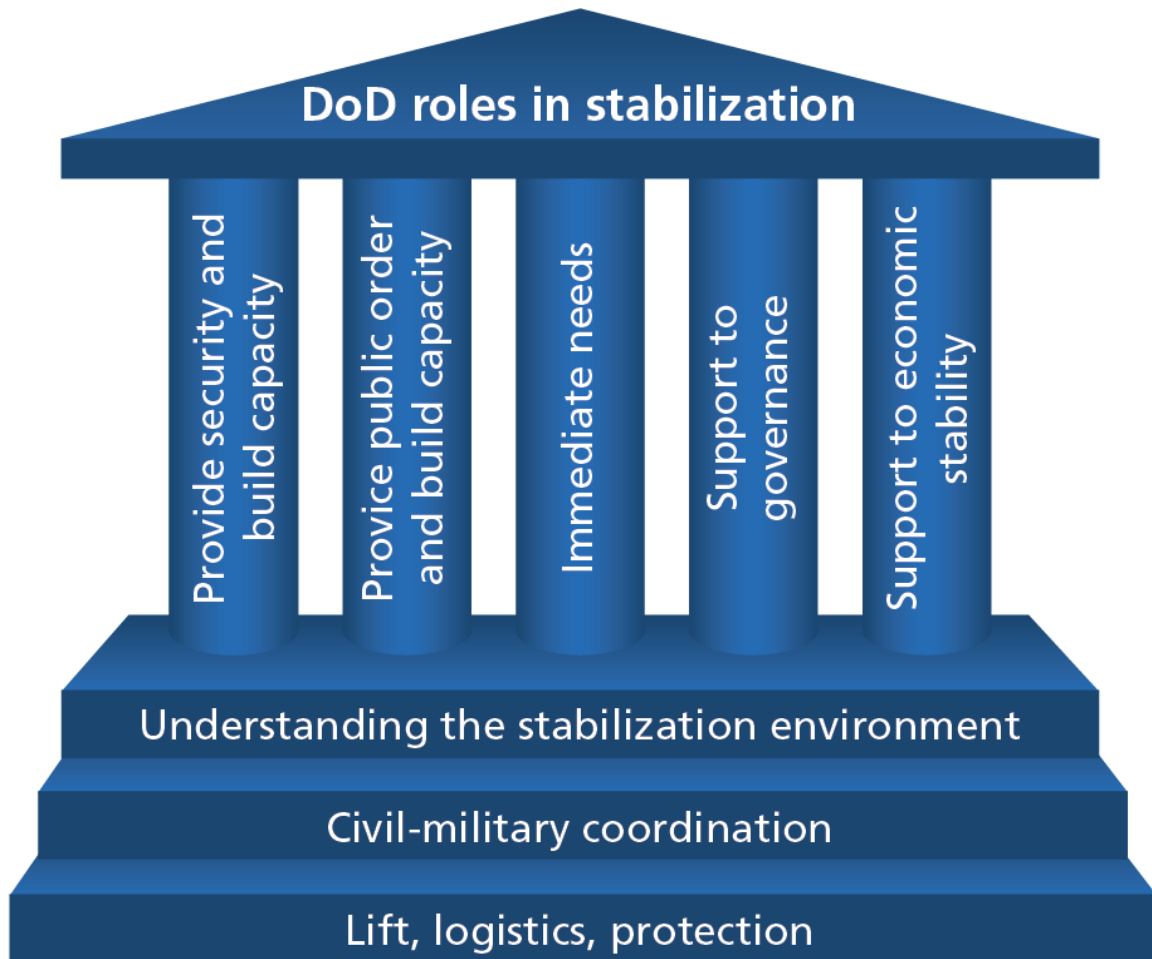 DoD roles in stabilization
Provide security and
build capacity
Provice public order
and build capacity
Immediate needs
Support to
governance
Support to economic
stability
Understanding the stabilization environment
Civil-military coordination
Lift, logistics, protection